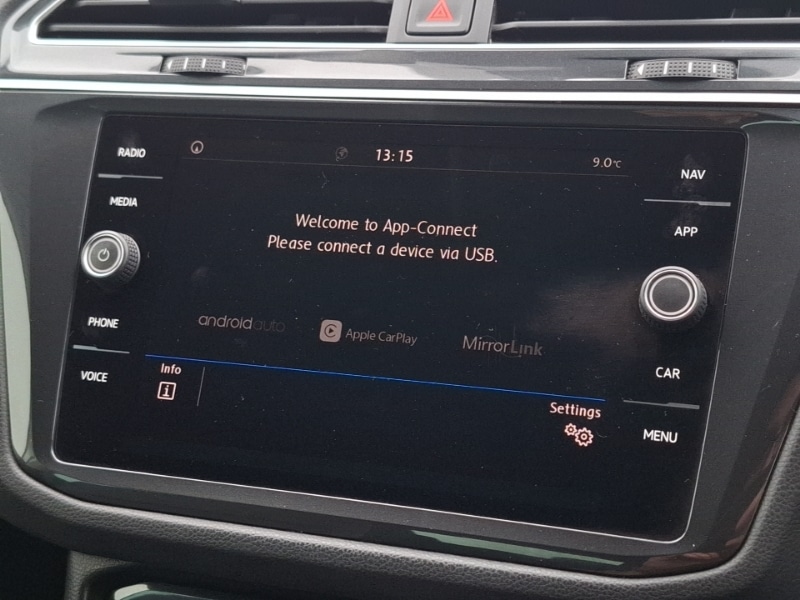 RADIO
MEDIA
PHONE
VOICE
13:15
9.0°C
Welcome to App-Connect
Please connect a device via USB.
androidauto
Apple CarPlay
MirrorLink
Info
Settings
NAV
APP
CAR
MENU